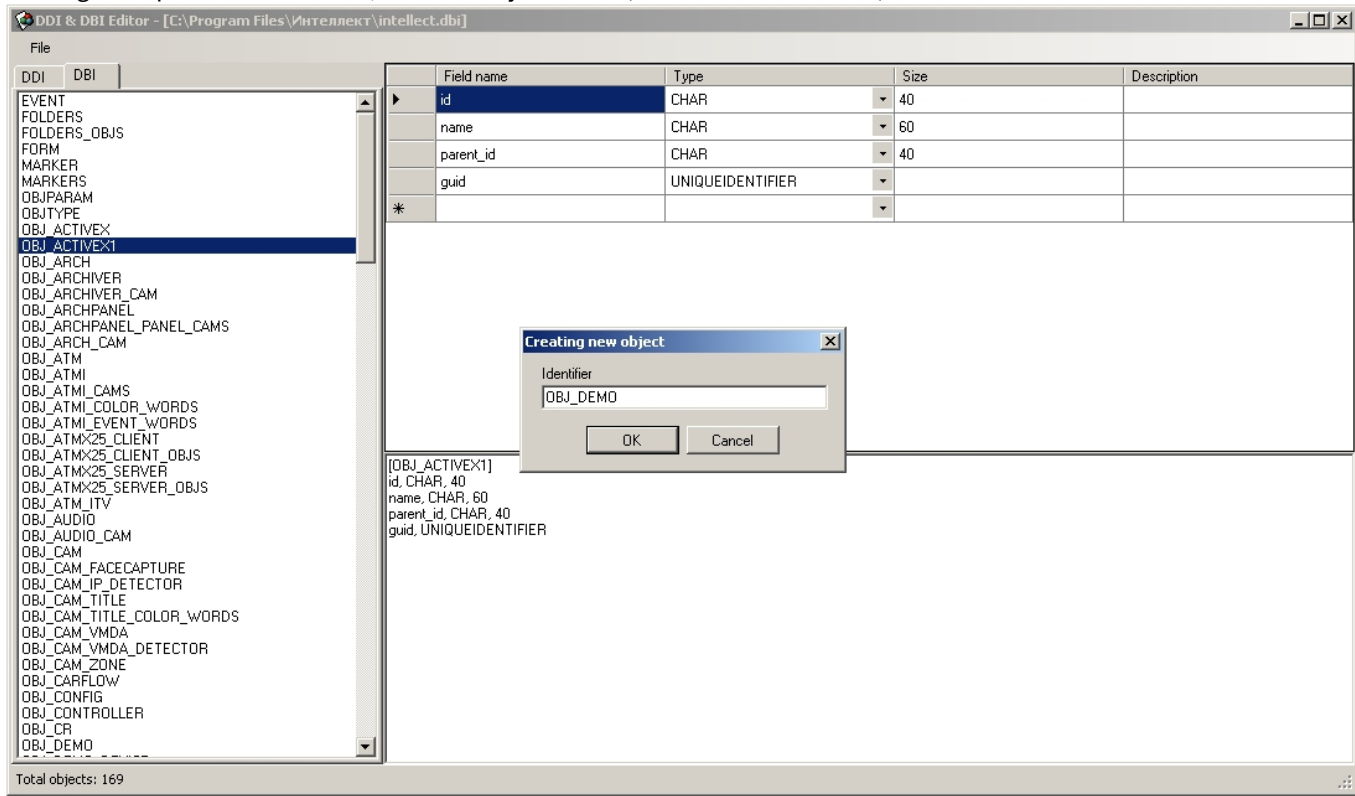 DDI & DBI Editor - [C:\Program Files\Интеллект\intellect.dbi]
File
DDI DBI
EVENT
FOLDERS
FOLDERS_OBJS
FORM
MARKER
MARKERS
OBJPARAM
OBJTYPE
OBJ_ACTIVEX
OBJ_ACTIVEX1
OBJ_ARCH
OBJ_ARCHIVER
OBJ_ARCHIVER_CAM
OBJ_ARCHPANEL
OBJ_ARCHPANEL_PANEL_CAMS
OBJ_ARCH_CAM
OBJ_ATM
OBJ_ATMI
OBJ_ATMI_CAMS
OBJ_ATMI_COLOR_WORDS
OBJ_ATMI_EVENT_WORDS
OBJ_ATMX25_CLIENT
OBJ_ATMX25_CLIENT_OBJS
OBJ_ATMX25_SERVER
OBJ_ATMX25_SERVER_OBJS
OBJ_ATM_ITV
OBJ_AUDIO
OBJ_AUDIO_CAM
OBJ_CAM
OBJ_CAM_FACECAPTURE
OBJ_CAM_IP_DETECTOR
OBJ_CAM_TITLE
OBJ_CAM_TITLE_COLOR_WORDS
OBJ_CAM_VMDA
OBJ_CAM_VMDA_DETECTOR
OBJ_CAM_ZONE
OBJ_CARFLOW
OBJ_CONFIG
OBJ_CONTROLLER
OBJ_CR
OBJ_DEMO
Field name Type Size Description
id CHAR 40
name CHAR 60
parent_id CHAR 40
guid UNIQUEIDENTIFIER
Creating new object
Identifier
OBJ_DEMO
OK Cancel
[OBJ_ACTIVEX1]
id, CHAR, 40
name, CHAR, 60
parent_id, CHAR, 40
guid, UNIQUEIDENTIFIER
Total objects: 169